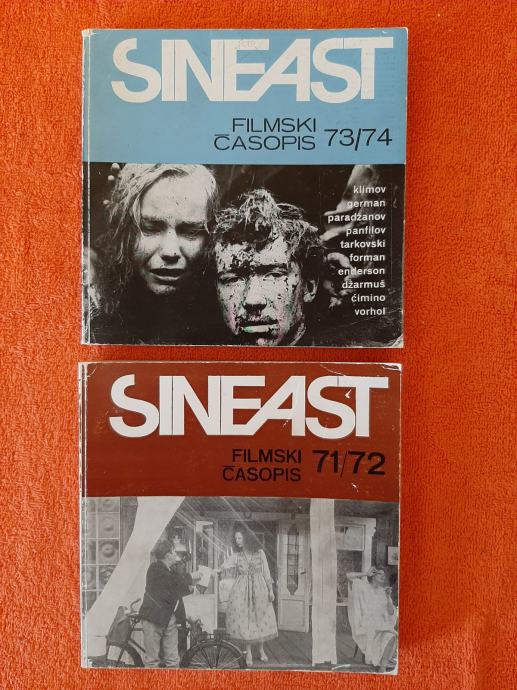 SINEAST
FILMSKI
ČASOPIS 73/74
klimov
german
paradžanov
panfilov
tarkovski
forman
enderson
džarmuš
ćimino
vorhol
SINEAST
FILMSKI
ČASOPIS 71/72